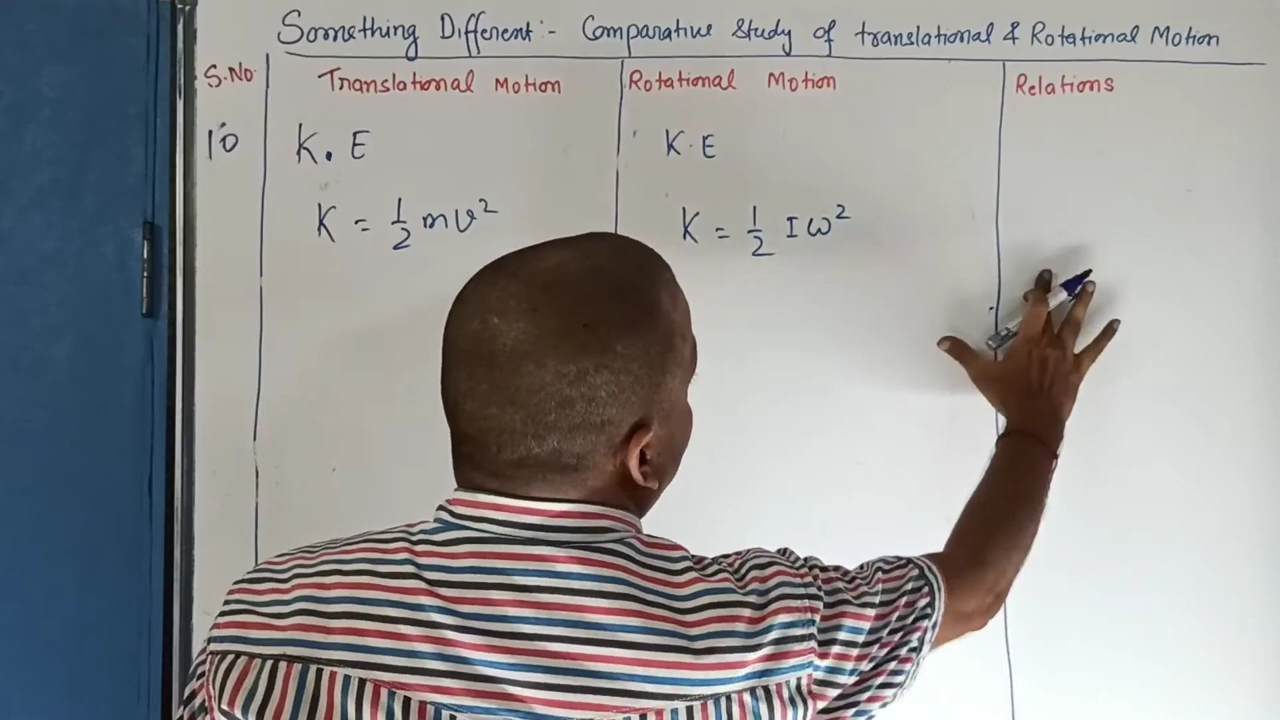 Something Different:- Comparative Study of translational & Rotational Motion
S.No. Translational Motion Rotational Motion Relations
10 K.E K.E
K = 1/2 mv² K = 1/2 Iω²